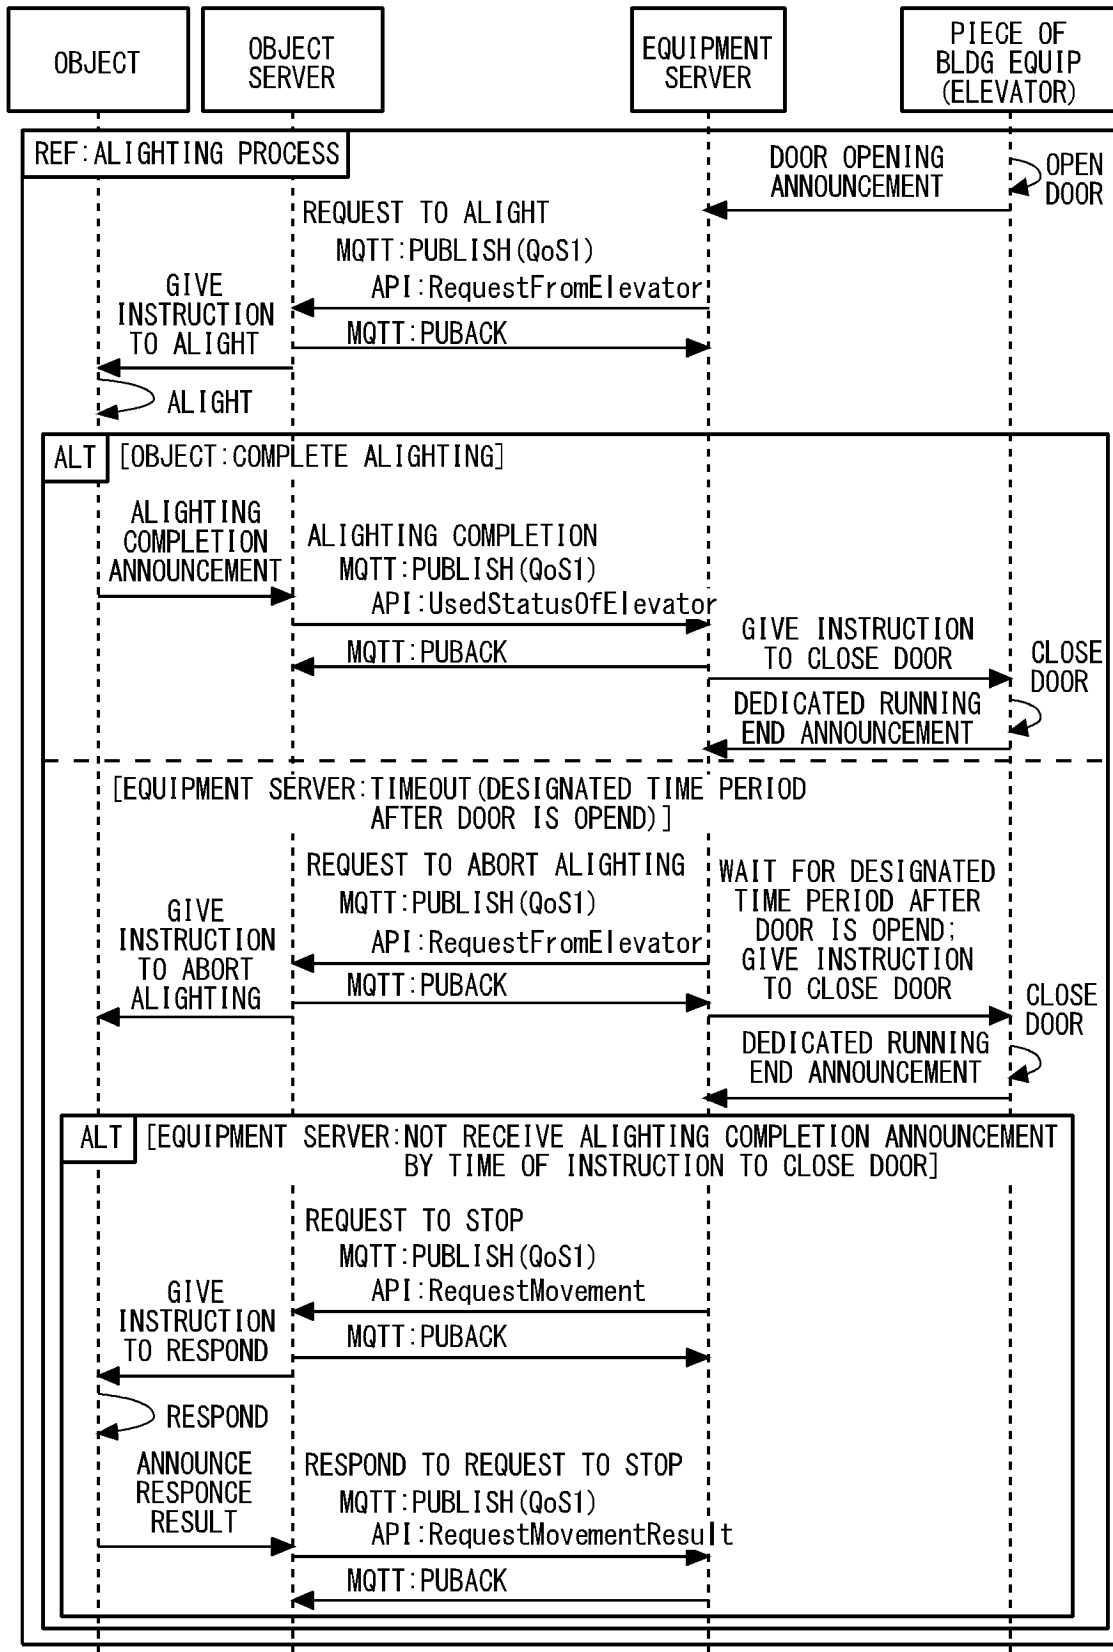 OBJECT
OBJECT
SERVER
EQUIPMENT
SERVER
PIECE OF
BLDG EQUIP
(ELEVATOR)
REF:ALIGHTING PROCESS
DOOR OPENING
ANNOUNCEMENT
OPEN
DOOR
REQUEST TO ALIGHT
MQTT:PUBLISH(QoS1)
API:RequestFromElevator
GIVE
INSTRUCTION
TO ALIGHT
MQTT:PUBACK
ALIGHT
ALT
[OBJECT:COMPLETE ALIGHTING]
ALIGHTING
COMPLETION
ANNOUNCEMENT
ALIGHTING COMPLETION
MQTT:PUBLISH(QoS1)
API:UsedStatusOfElevator
MQTT:PUBACK
GIVE INSTRUCTION
TO CLOSE DOOR
CLOSE
DOOR
DEDICATED RUNNING
END ANNOUNCEMENT
[EQUIPMENT SERVER:TIMEOUT(DESIGNATED TIME PERIOD
AFTER DOOR IS OPEND)]
REQUEST TO ABORT ALIGHTING
MQTT:PUBLISH(QoS1)
API:RequestFromElevator
GIVE
INSTRUCTION
TO ABORT
ALIGHTING
MQTT:PUBACK
WAIT FOR DESIGNATED
TIME PERIOD AFTER
DOOR IS OPEND;
GIVE INSTRUCTION
TO CLOSE DOOR
CLOSE
DOOR
DEDICATED RUNNING
END ANNOUNCEMENT
ALT
[EQUIPMENT SERVER:NOT RECEIVE ALIGHTING COMPLETION ANNOUNCEMENT
BY TIME OF INSTRUCTION TO CLOSE DOOR]
REQUEST TO STOP
MQTT:PUBLISH(QoS1)
API:RequestMovement
GIVE
INSTRUCTION
TO RESPOND
MQTT:PUBACK
RESPOND
ANNOUNCE
RESPONCE
RESULT
RESPOND TO REQUEST TO STOP
MQTT:PUBLISH(QoS1)
API:RequestMovementResult
MQTT:PUBACK